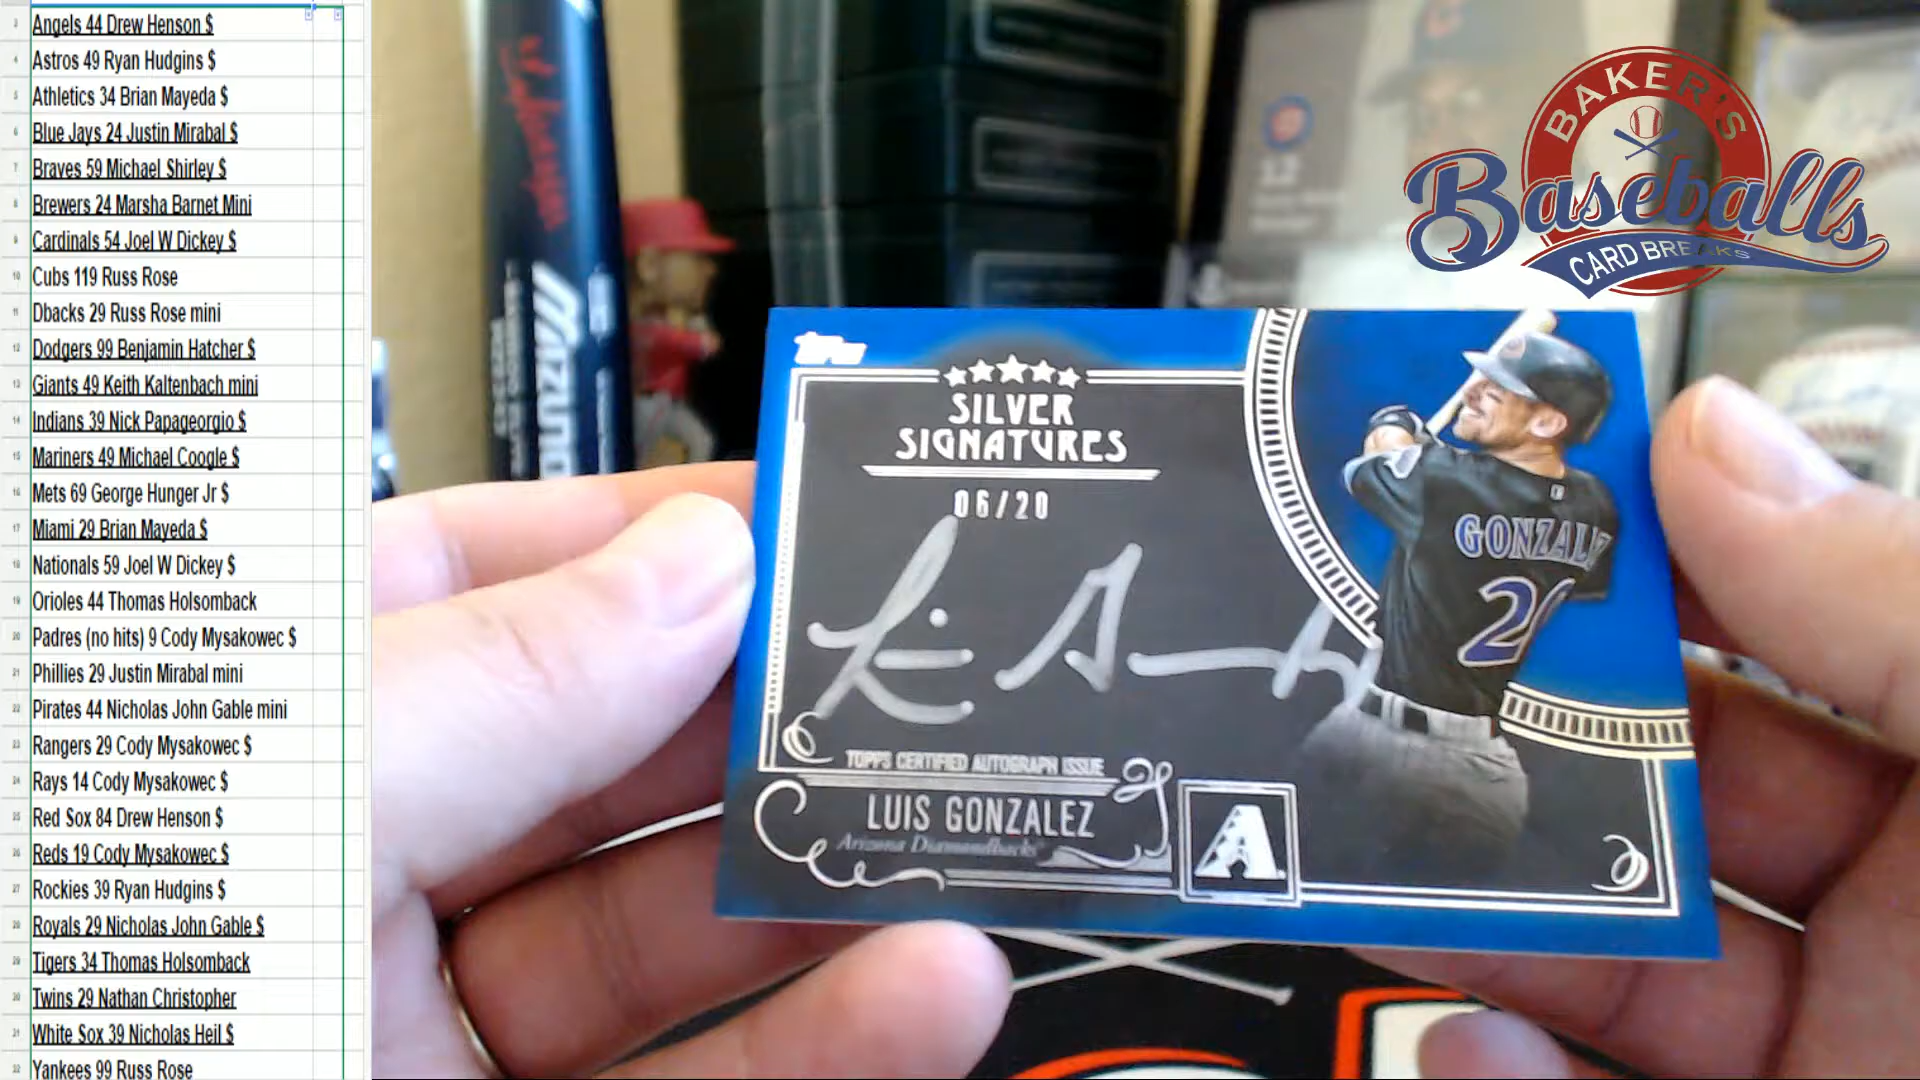 Angels 44 Drew Henson $
Astros 49 Ryan Hudgins $
Athletics 34 Brian Mayeda $
Blue Jays 24 Justin Mirabal $
Braves 59 Michael Shirley $
Brewers 24 Marsha Barnet Mini
Cardinals 54 Joel W Dickey $
Cubs 119 Russ Rose
Dbacks 29 Russ Rose mini
Dodgers 99 Benjamin Hatcher $
Giants 49 Keith Kaltenbach mini
Indians 39 Nick Papageorgio $
Mariners 49 Michael Coogle $
Mets 69 George Hunger Jr $
Miami 29 Brian Mayeda $
Nationals 59 Joel W Dickey $
Orioles 44 Thomas Holsomback
Padres (no hits) 9 Cody Mysakowec $
Phillies 29 Justin Mirabal mini
Pirates 44 Nicholas John Gable mini
Rangers 29 Cody Mysakowec $
Rays 14 Cody Mysakowec $
Red Sox 84 Drew Henson $
Reds 19 Cody Mysakowec $
Rockies 39 Ryan Hudgins $
Royals 29 Nicholas John Gable $
Tigers 34 Thomas Holsomback
Twins 29 Nathan Christopher
White Sox 39 Nicholas Heil $
Yankees 99 Russ Rose
BAKER'S
Baseballs
CARD BREAKS
MIZUNO
12
Topps
SILVER
SIGNATURES
06/20
GONZALEZ
20
TOPPS CERTIFIED AUTOGRAPH ISSUE
LUIS GONZALEZ
Arizona Diamondbacks
A